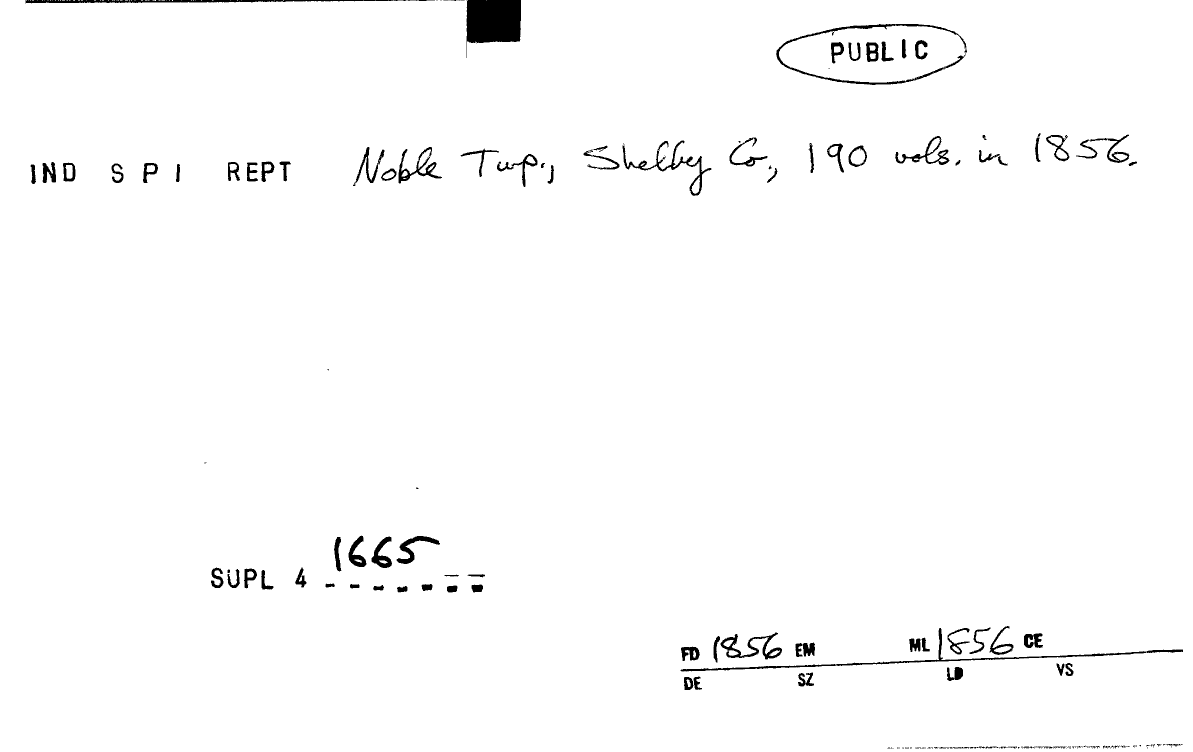 PUBLIC
IND S P I REPT Noble Twp., Shelby Co., 190 vols. in 1856.
SUPL 4 1665
FD 1856 EM ML 1856 CE
DE SZ LD VS